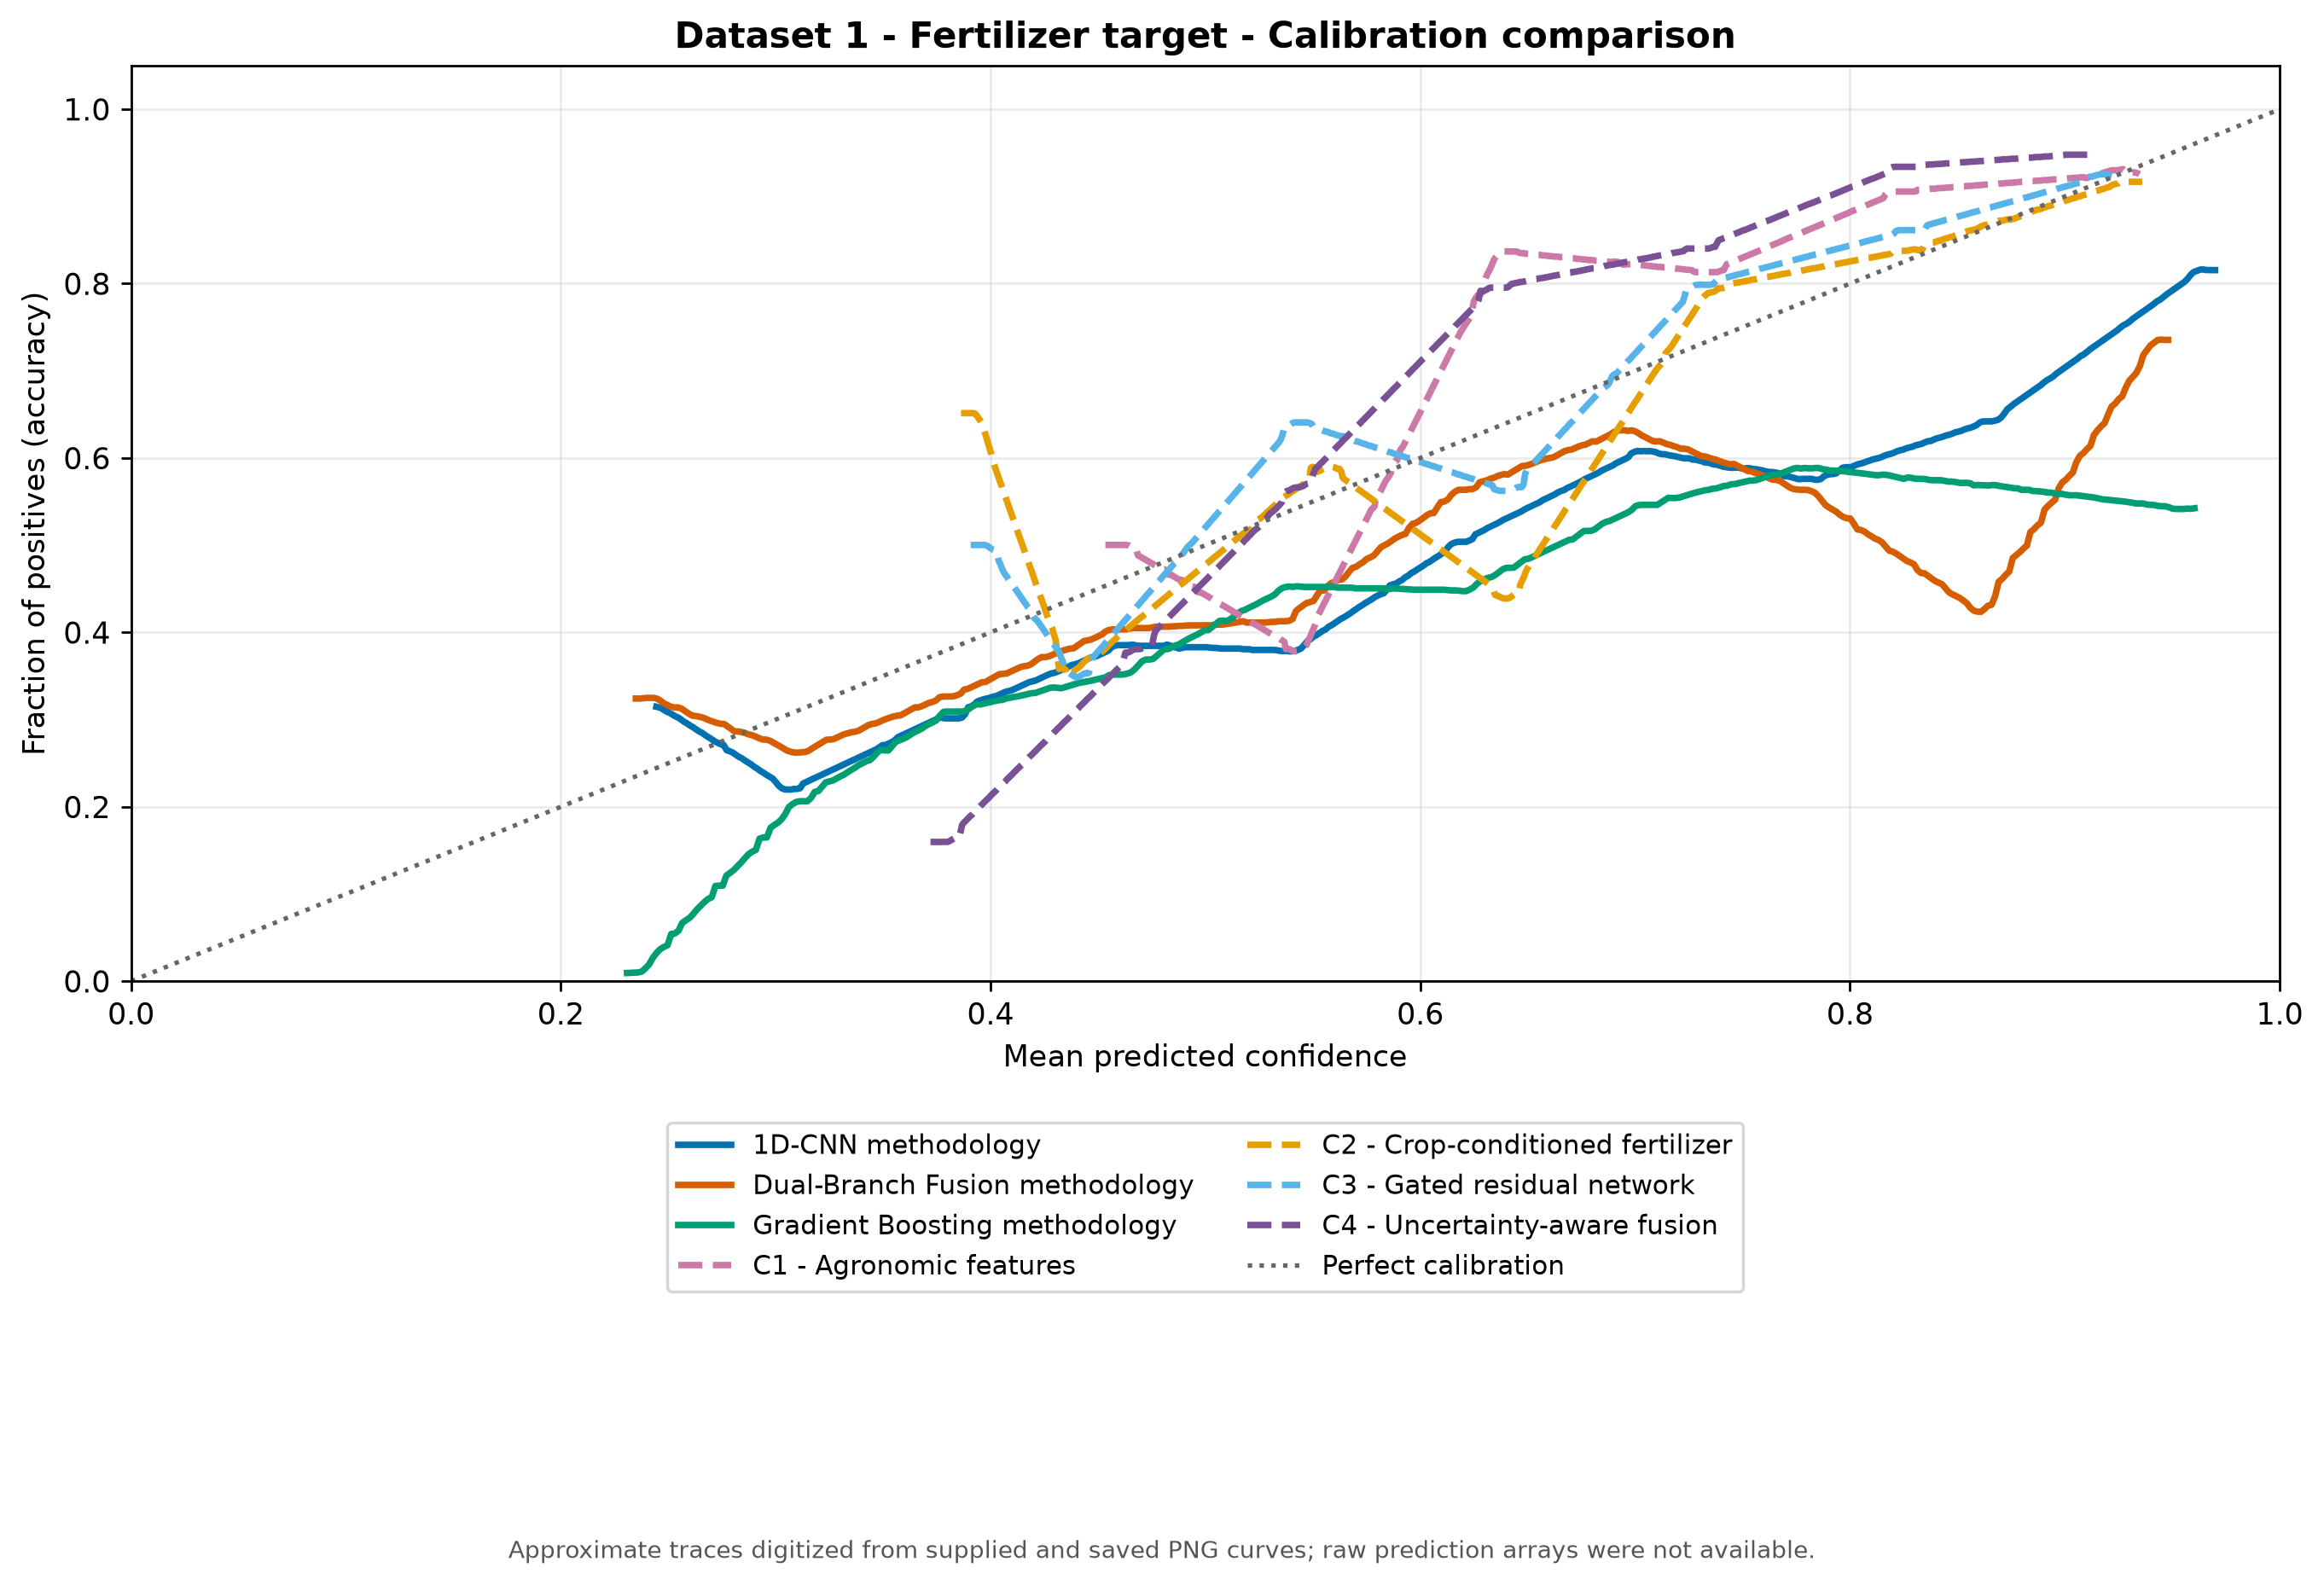 Dataset 1 - Fertilizer target - Calibration comparison
Fraction of positives (accuracy)
1.0
0.8
0.6
0.4
0.2
0.0
0.0 0.2 0.4 0.6 0.8 1.0
Mean predicted confidence
1D-CNN methodology
Dual-Branch Fusion methodology
Gradient Boosting methodology
C1 - Agronomic features
C2 - Crop-conditioned fertilizer
C3 - Gated residual network
C4 - Uncertainty-aware fusion
Perfect calibration
Approximate traces digitized from supplied and saved PNG curves; raw prediction arrays were not available.